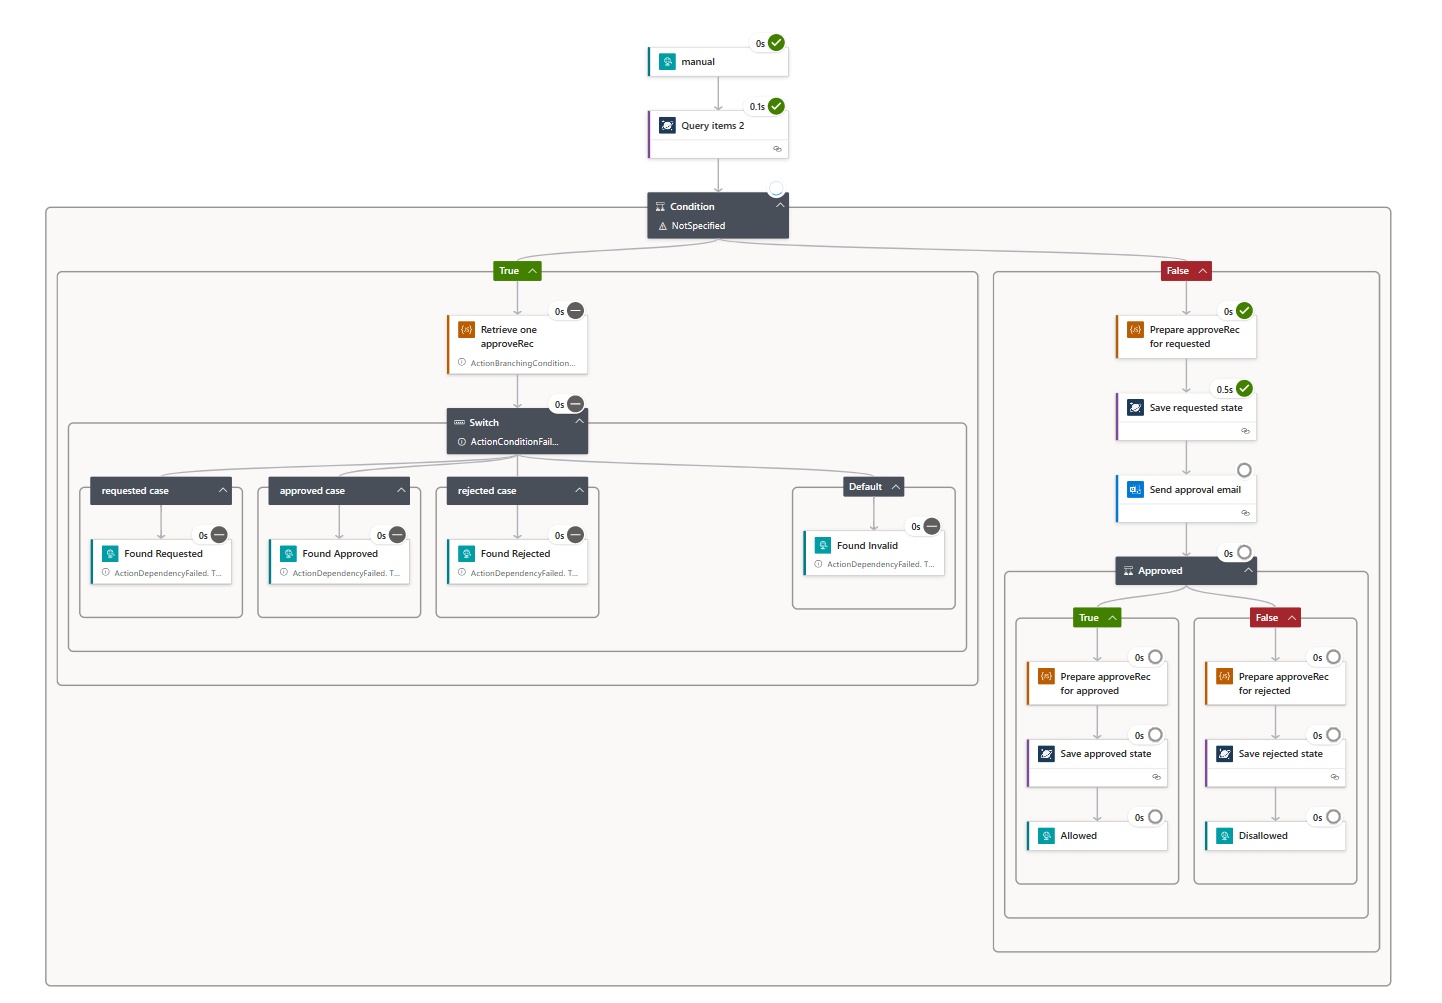 0s
manual
0.1s
Query items 2
Condition
NotSpecified
True
0s
Retrieve one
approveRec
ActionBranchingCondition...
0s
Switch
ActionConditionFail...
requested case
0s
Found Requested
ActionDependencyFailed. T...
approved case
0s
Found Approved
ActionDependencyFailed. T...
rejected case
0s
Found Rejected
ActionDependencyFailed. T...
Default
0s
Found Invalid
ActionDependencyFailed. T...
False
0s
Prepare approveRec
for requested
0.5s
Save requested state
Send approval email
0s
Approved
True
0s
Prepare approveRec
for approved
0s
Save approved state
0s
Allowed
False
0s
Prepare approveRec
for rejected
0s
Save rejected state
0s
Disallowed